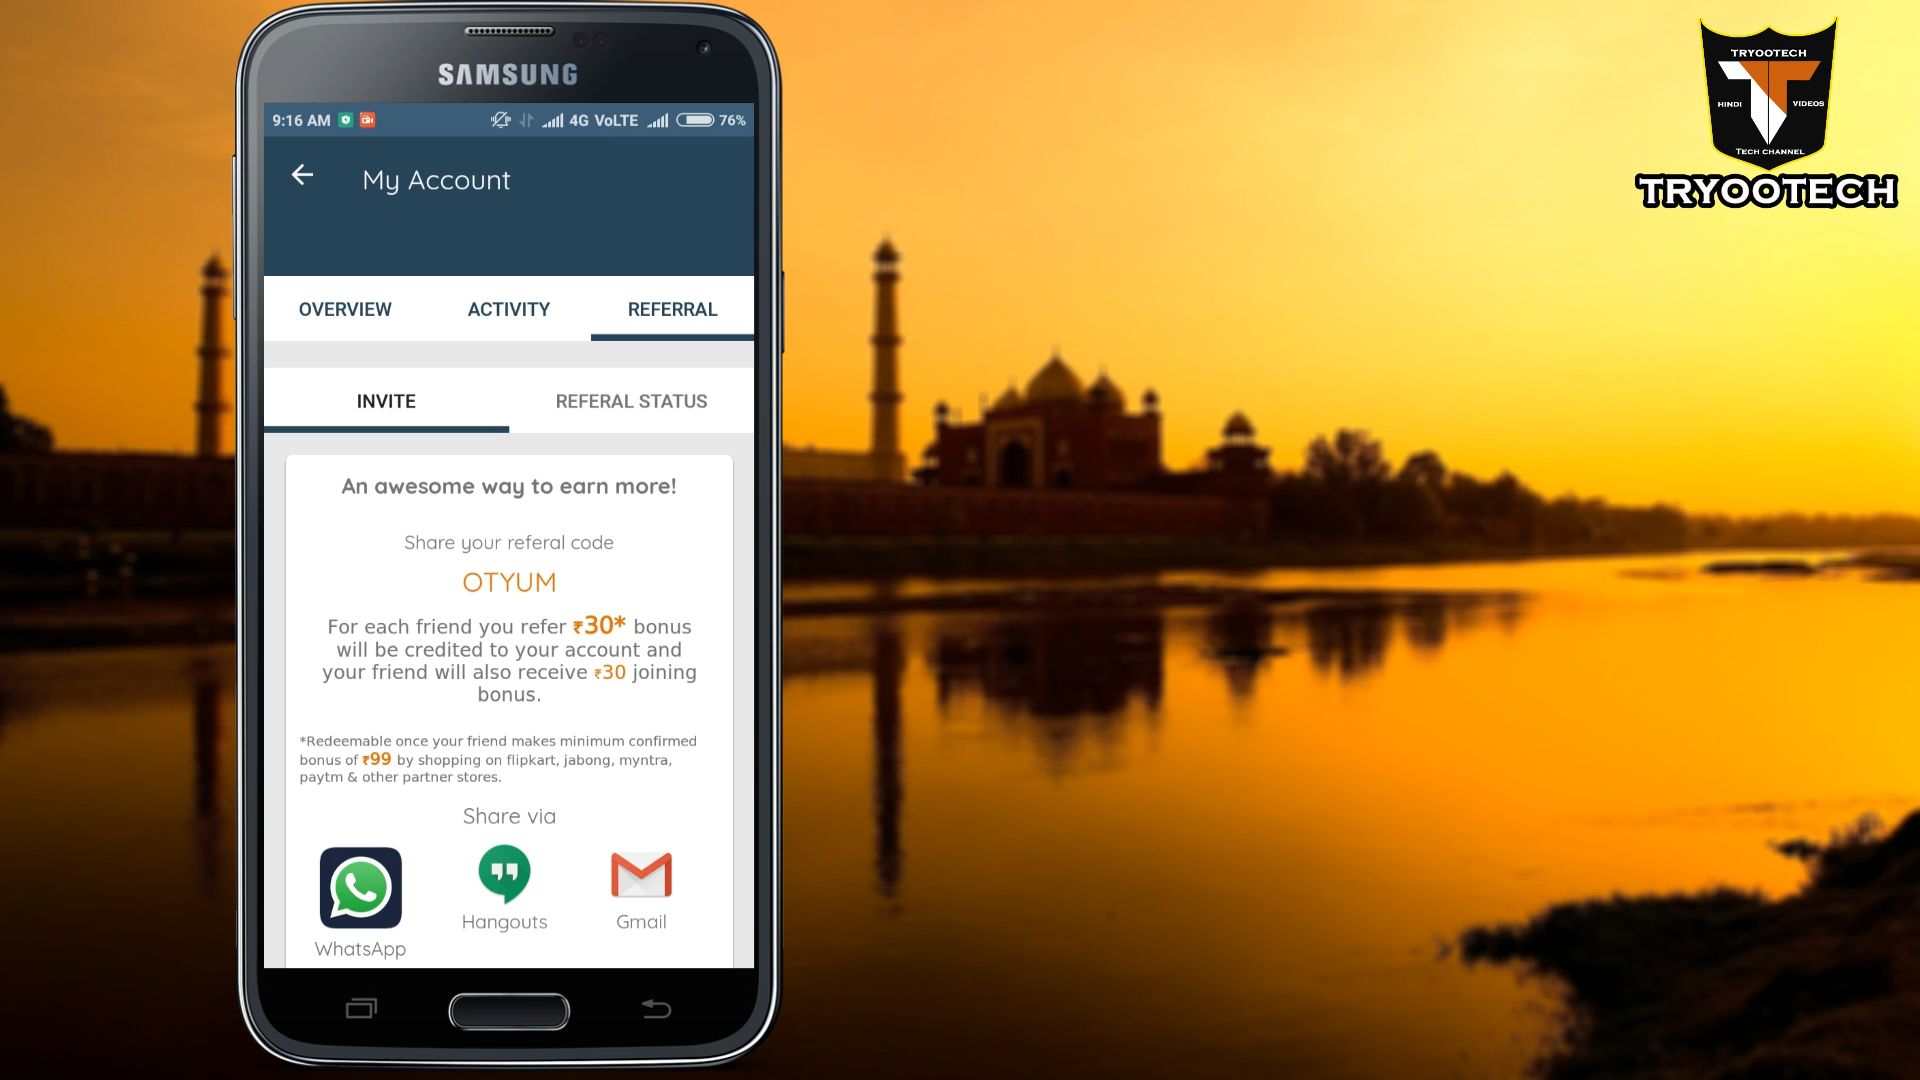 SAMSUNG
9:16 AM 4G VoLTE 76%
My Account
OVERVIEW ACTIVITY REFERRAL
INVITE REFERAL STATUS
An awesome way to earn more!
Share your referal code
OTYUM
For each friend you refer ₹30* bonus
will be credited to your account and
your friend will also receive ₹30 joining
bonus.
*Redeemable once your friend makes minimum confirmed
bonus of ₹99 by shopping on flipkart, jabong, myntra,
paytm & other partner stores.
Share via
WhatsApp
Hangouts
Gmail
TRYOOTECH
HINDI VIDEOS
TECH CHANNEL
TRYOOTECH